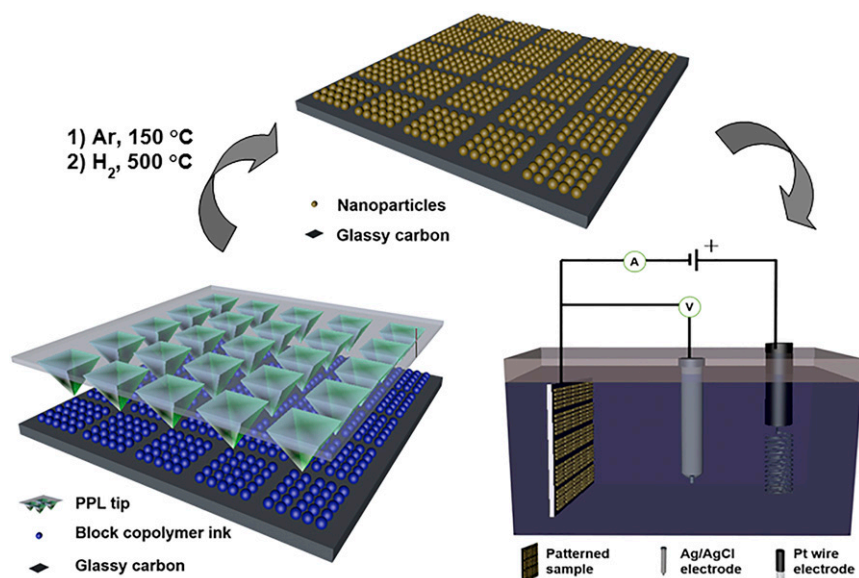 1) Ar, 150 °C
2) H₂, 500 °C
Nanoparticles
Glassy carbon
A
+
V
PPL tip
Block copolymer ink
Glassy carbon
Patterned sample
Ag/AgCl electrode
Pt wire electrode